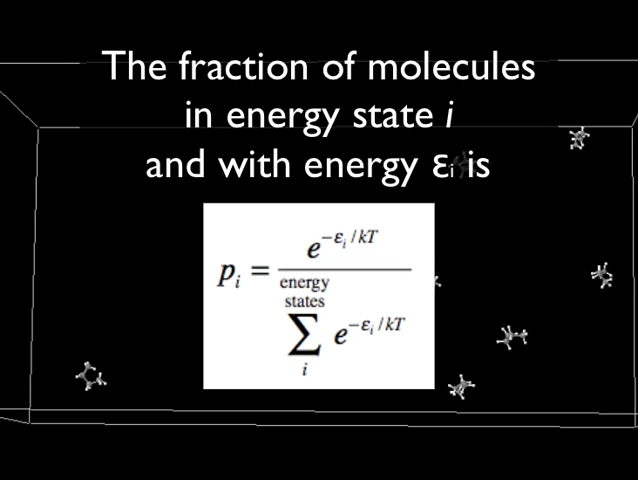 The fraction of molecules
in energy state i
and with energy εᵢ is
pᵢ = e^{-εᵢ/kT} / ∑ᵢ^{energy states} e^{-εᵢ/kT}